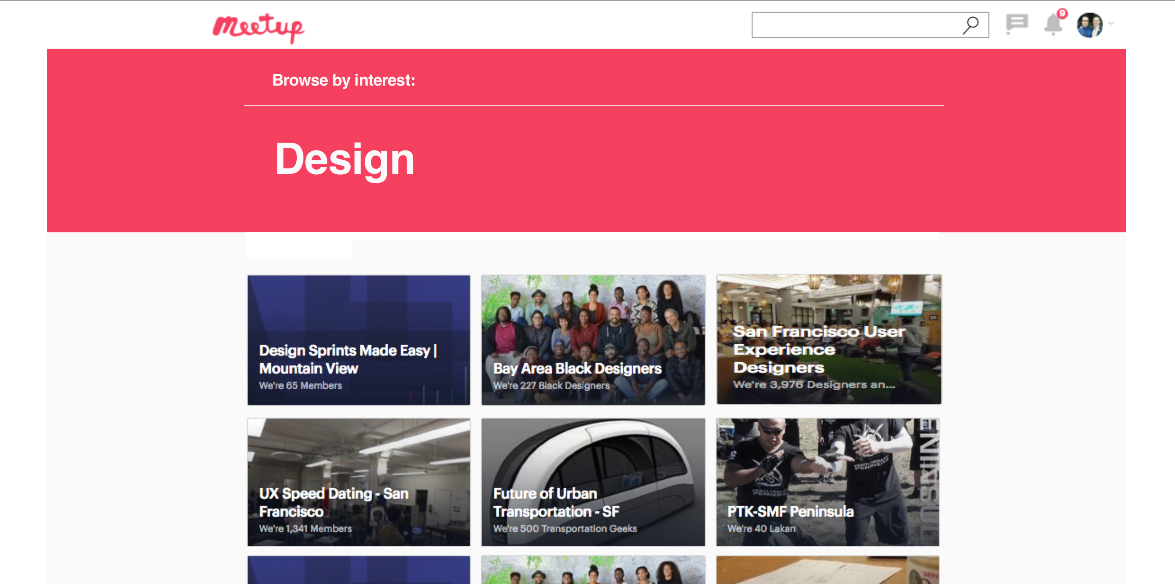 Meetup
9
Browse by interest:
Design
Design Sprints Made Easy |
Mountain View
We're 65 Members
Bay Area Black Designers
We're 227 Black Designers
San Francisco User
Experience
Designers
We're 3,976 Designers an...
UX Speed Dating - San
Francisco
We're 1,341 Members
Future of Urban
Transportation - SF
We're 500 Transportation Geeks
PTK-SMF Peninsula
We're 40 Lakan